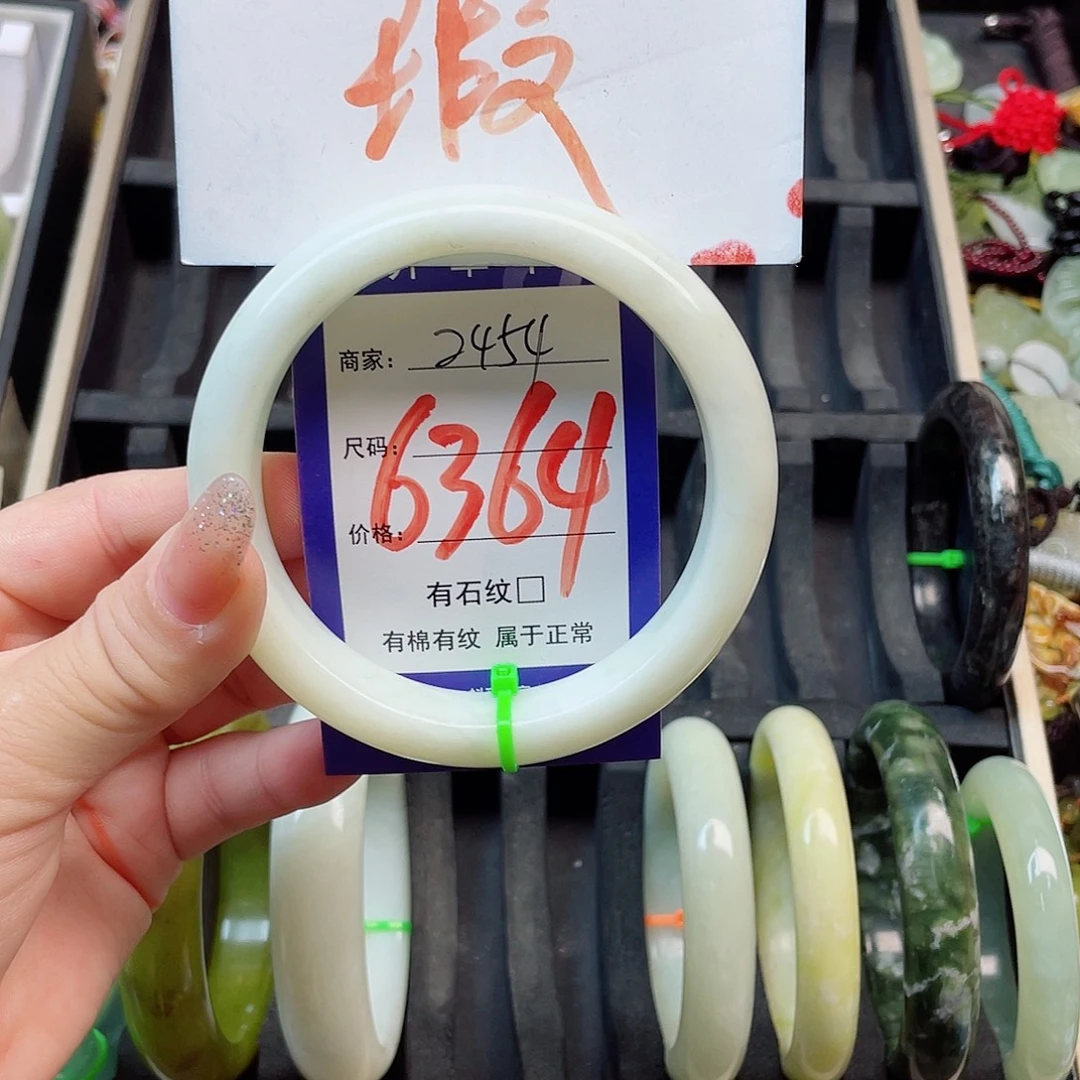 商家： 2454
尺码：
6364
价格：
有石纹□
有棉有纹 属于正常